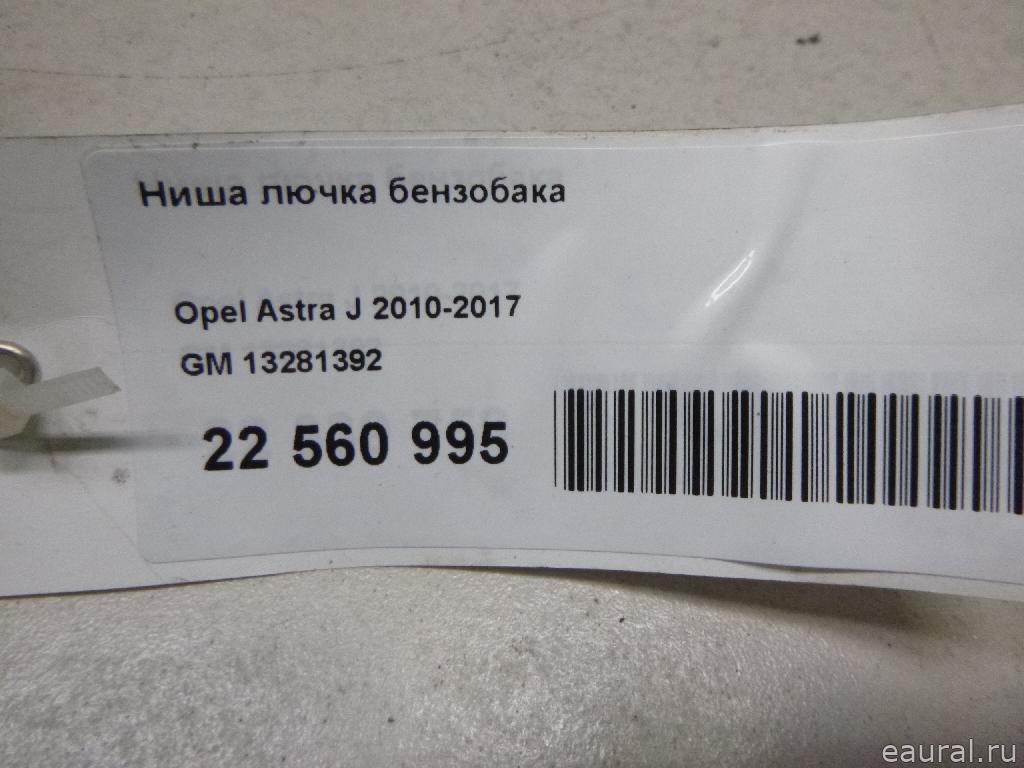 Ниша лючка бензобака
Opel Astra J 2010-2017
GM 13281392
22 560 995
eaural.ru